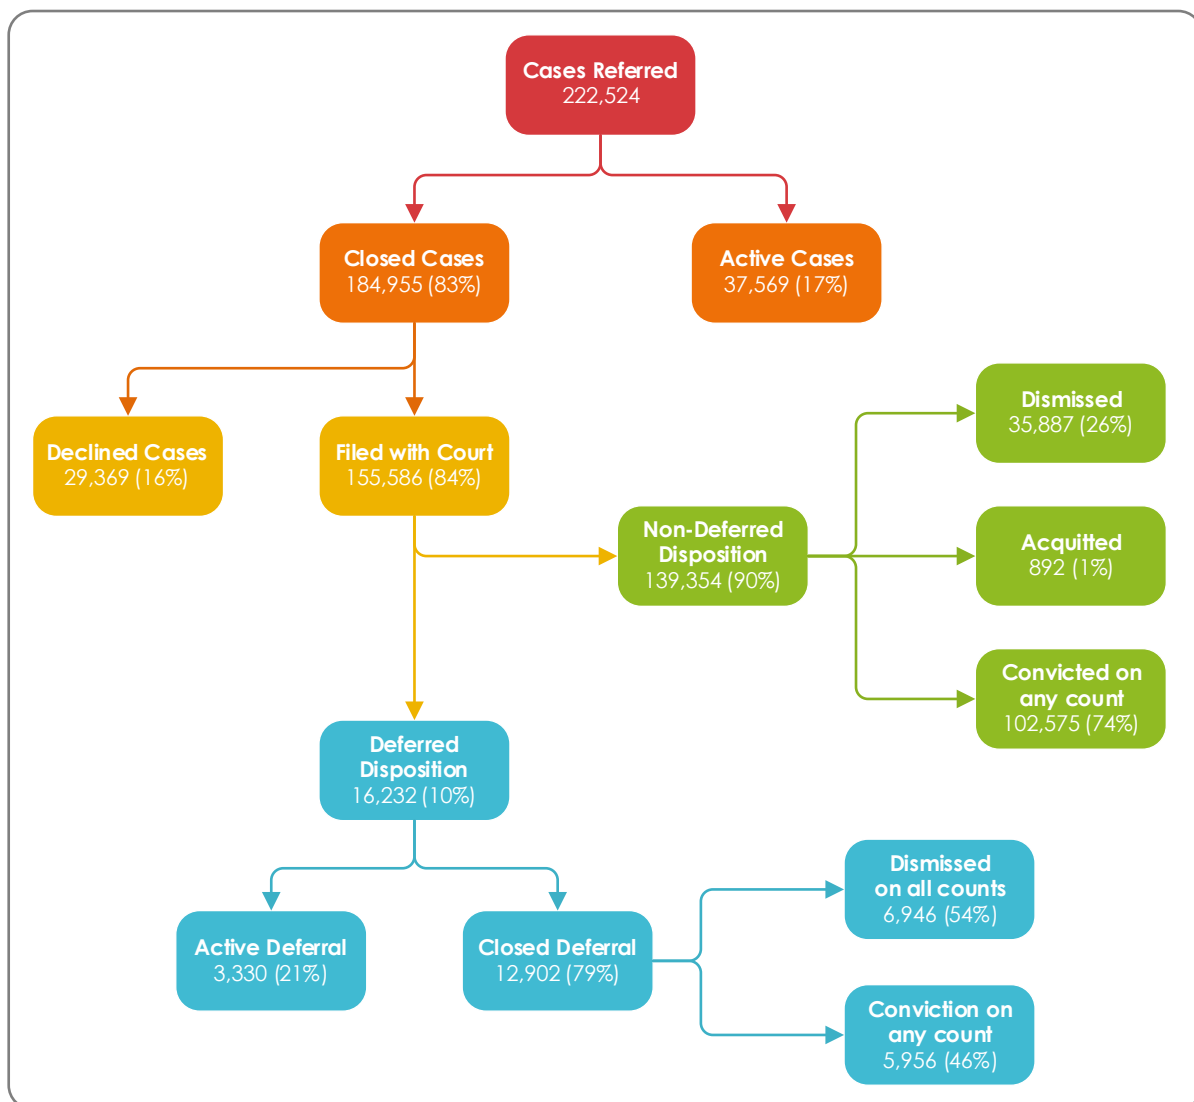 Cases Referred
222,524
Closed Cases
184,955 (83%)
Active Cases
37,569 (17%)
Declined Cases
29,369 (16%)
Filed with Court
155,586 (84%)
Dismissed
35,887 (26%)
Non-Deferred
Disposition
139,354 (90%)
Acquitted
892 (1%)
Convicted on
any count
102,575 (74%)
Deferred
Disposition
16,232 (10%)
Active Deferral
3,330 (21%)
Closed Deferral
12,902 (79%)
Dismissed
on all counts
6,946 (54%)
Conviction on
any count
5,956 (46%)